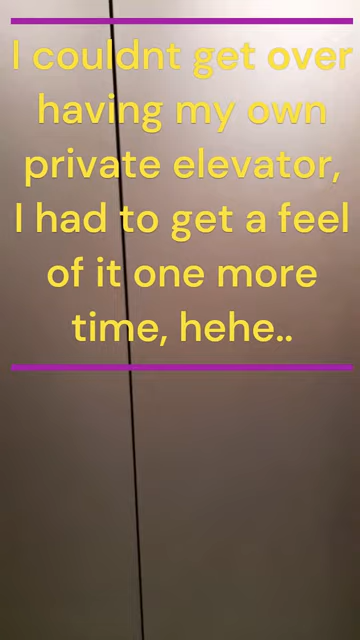 I couldnt get over
having my own
private elevator,
I had to get a feel
of it one more
time, hehe..